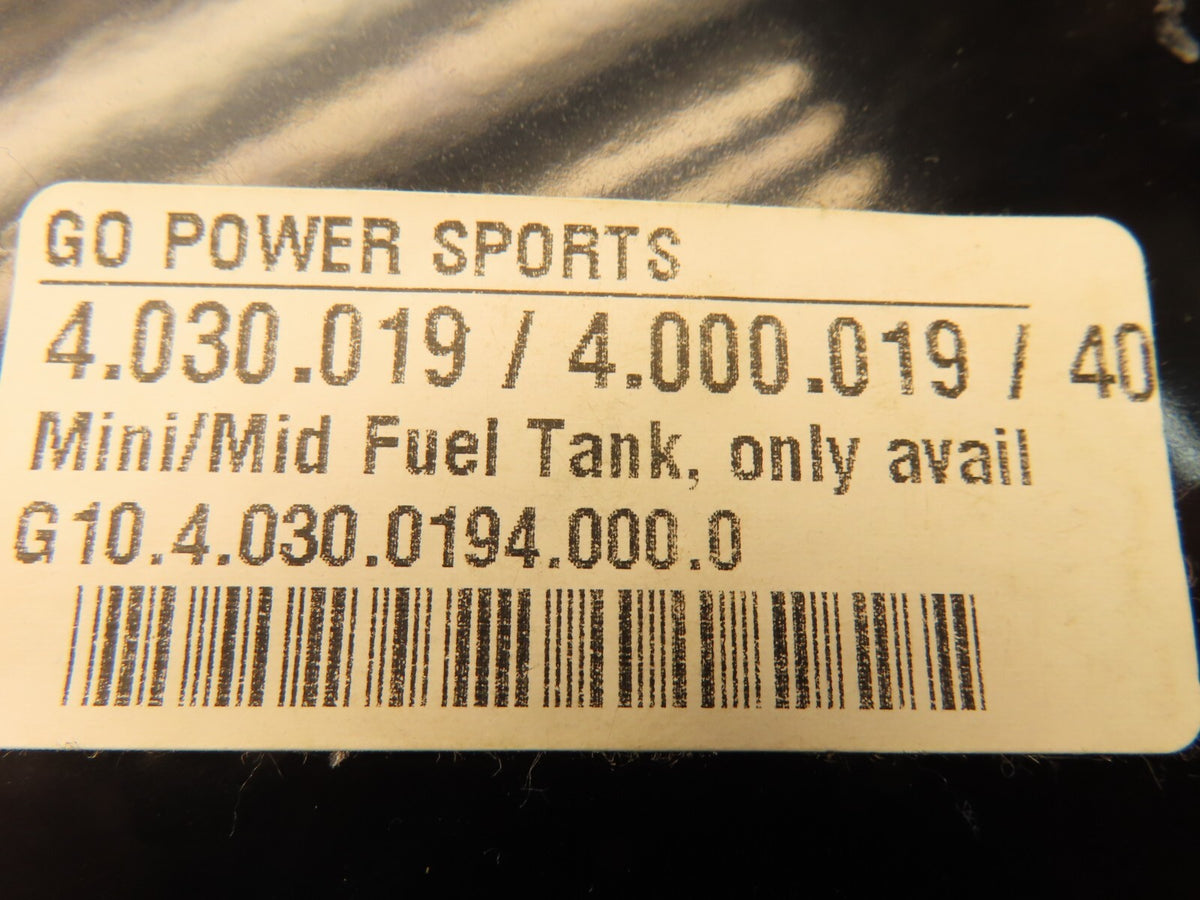 GO POWER SPORTS
4.030.019 / 4.000.019 / 40
Mini/Mid Fuel Tank, only avail
G10.4.030.0194.000.0